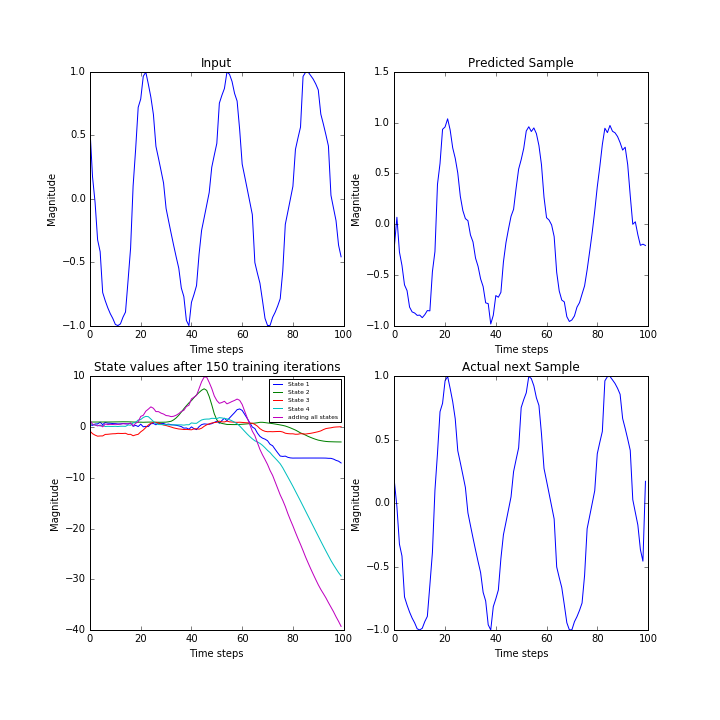 Input
1.0
0.5
0.0
−0.5
−1.0
Magnitude
0 20 40 60 80 100
Time steps
Predicted Sample
1.5
1.0
0.5
0.0
−0.5
−1.0
Magnitude
0 20 40 60 80 100
Time steps
State values after 150 training iterations
10
0
−10
−20
−30
−40
Magnitude
State 1
State 2
State 3
State 4
adding all states
0 20 40 60 80 100
Time steps
Actual next Sample
1.0
0.5
0.0
−0.5
−1.0
Magnitude
0 20 40 60 80 100
Time steps